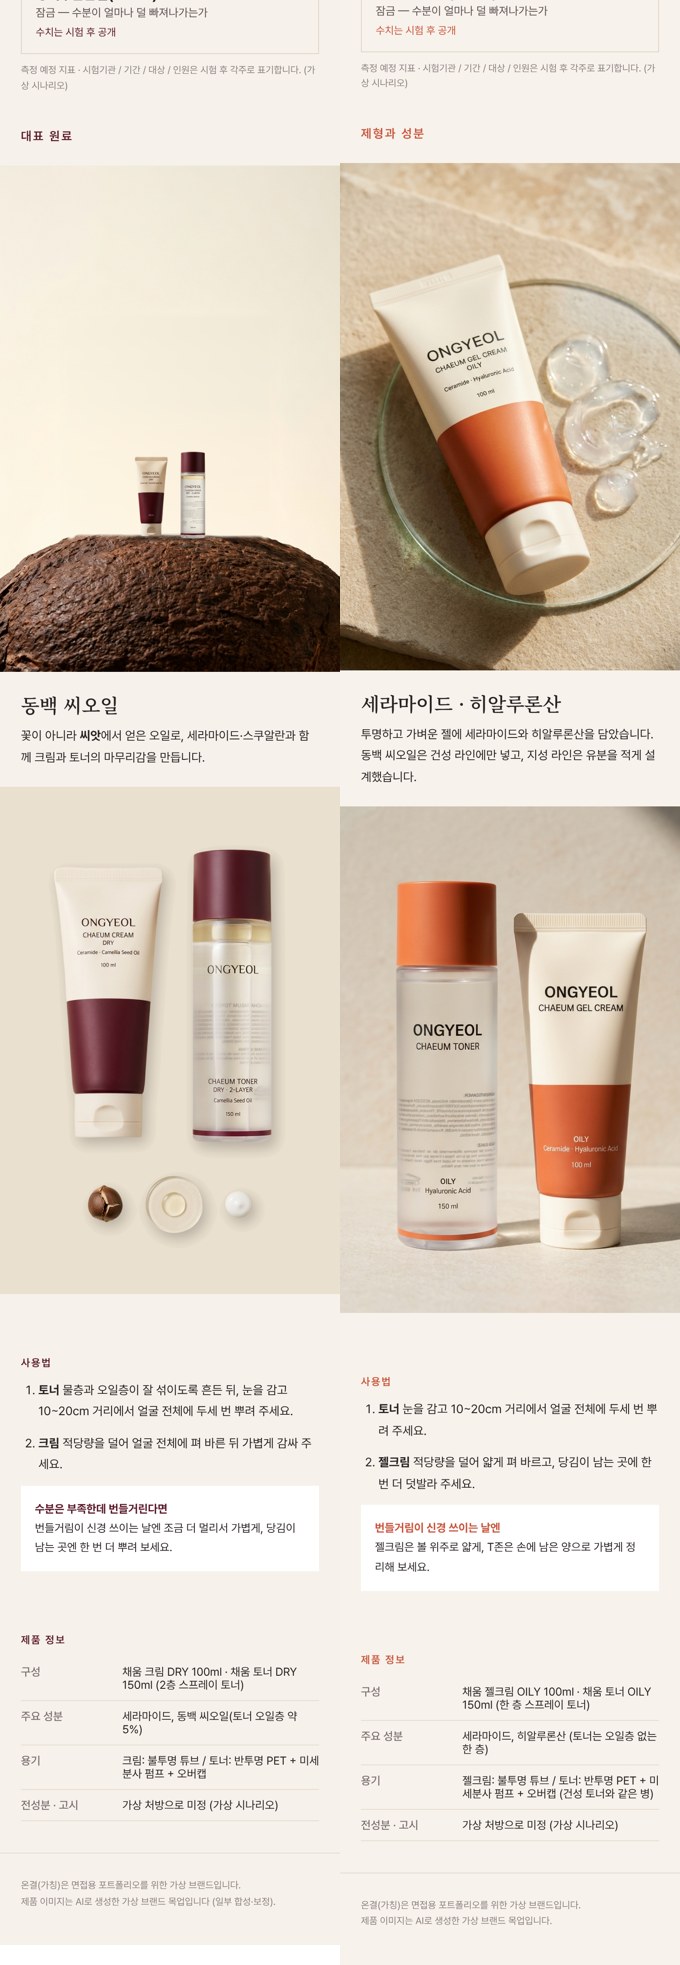 잠금 — 수분이 얼마나 덜 빠져나가는가
수치는 시험 후 공개
측정 예정 지표 · 시험기관 / 기간 / 대상 / 인원은 시험 후 각주로 표기합니다. (가
상 시나리오)
대표 원료
ONGYEOL
ONGYEOL
동백 씨오일
꽃이 아니라 씨앗에서 얻은 오일로, 세라마이드·스쿠알란과 함
께 크림과 토너의 마무리감을 만듭니다.
ONGYEOL
CHAEUM CREAM
DRY
Ceramide · Camellia Seed Oil
100 ml
ONGYEOL
CHAEUM TONER
DRY · 2-LAYER
Camellia Seed Oil
150 ml
사용법
1. 토너 물층과 오일층이 잘 섞이도록 흔든 뒤, 눈을 감고
10~20cm 거리에서 얼굴 전체에 두세 번 뿌려 주세요.
2. 크림 적당량을 덜어 얼굴 전체에 펴 바른 뒤 가볍게 감싸 주
세요.
수분은 부족한데 번들거린다면
번들거림이 신경 쓰이는 날엔 조금 더 멀리서 가볍게, 당김이
남는 곳엔 한 번 더 뿌려 보세요.
제품 정보
구성 채움 크림 DRY 100ml · 채움 토너 DRY
150ml (2층 스프레이 토너)
주요 성분 세라마이드, 동백 씨오일(토너 오일층 약
5%)
용기 크림: 불투명 튜브 / 토너: 반투명 PET + 미세
분사 펌프 + 오버캡
전성분 · 고시 가상 처방으로 미정 (가상 시나리오)
온결(가칭)은 면접용 포트폴리오를 위한 가상 브랜드입니다.
제품 이미지는 AI로 생성한 가상 브랜드 목업입니다 (일부 합성·보정).
잠금 — 수분이 얼마나 덜 빠져나가는가
수치는 시험 후 공개
측정 예정 지표 · 시험기관 / 기간 / 대상 / 인원은 시험 후 각주로 표기합니다. (가
상 시나리오)
제형과 성분
ONGYEOL
CHAEUM GEL CREAM
OILY
Ceramide · Hyaluronic Acid
100 ml
세라마이드 · 히알루론산
투명하고 가벼운 젤에 세라마이드와 히알루론산을 담았습니다.
동백 씨오일은 건성 라인에만 넣고, 지성 라인은 유분을 적게 설
계했습니다.
ONGYEOL
CHAEUM TONER
OILY
Hyaluronic Acid
150 ml
ONGYEOL
CHAEUM GEL CREAM
OILY
Ceramide · Hyaluronic Acid
100 ml
사용법
1. 토너 눈을 감고 10~20cm 거리에서 얼굴 전체에 두세 번 뿌
려 주세요.
2. 젤크림 적당량을 덜어 얇게 펴 바르고, 당김이 남는 곳에 한
번 더 덧발라 주세요.
번들거림이 신경 쓰이는 날엔
젤크림은 볼 위주로 얇게, T존은 손에 남은 양으로 가볍게 정
리해 보세요.
제품 정보
구성 채움 젤크림 OILY 100ml · 채움 토너 OILY
150ml (한 층 스프레이 토너)
주요 성분 세라마이드, 히알루론산 (토너는 오일층 없는
한 층)
용기 젤크림: 불투명 튜브 / 토너: 반투명 PET + 미
세분사 펌프 + 오버캡 (건성 토너와 같은 병)
전성분 · 고시 가상 처방으로 미정 (가상 시나리오)
온결(가칭)은 면접용 포트폴리오를 위한 가상 브랜드입니다.
제품 이미지는 AI로 생성한 가상 브랜드 목업입니다.